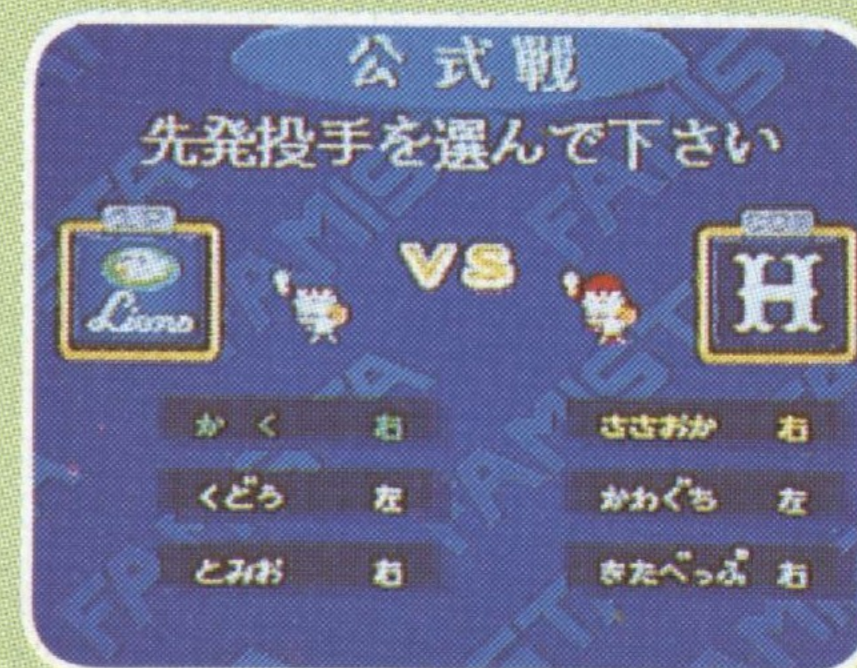 公式戦
先発投手を選んで下さい
Lions VS H
かく 右 ささおか 右
くどう 左 かわぐち 左
とみお 右 きたべっぷ 右
FAMISTA